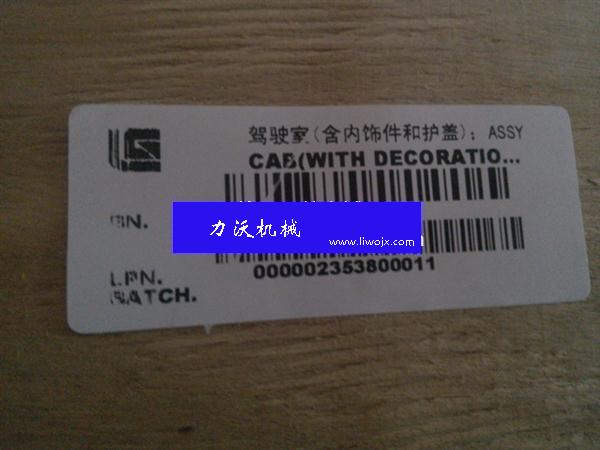 驾驶室(含内饰件和护盖); ASSY
CAB(WITH DECORATIO...
PN.
力沃机械
www.liwojx.com
LPN.
000002353800011
BATCH.